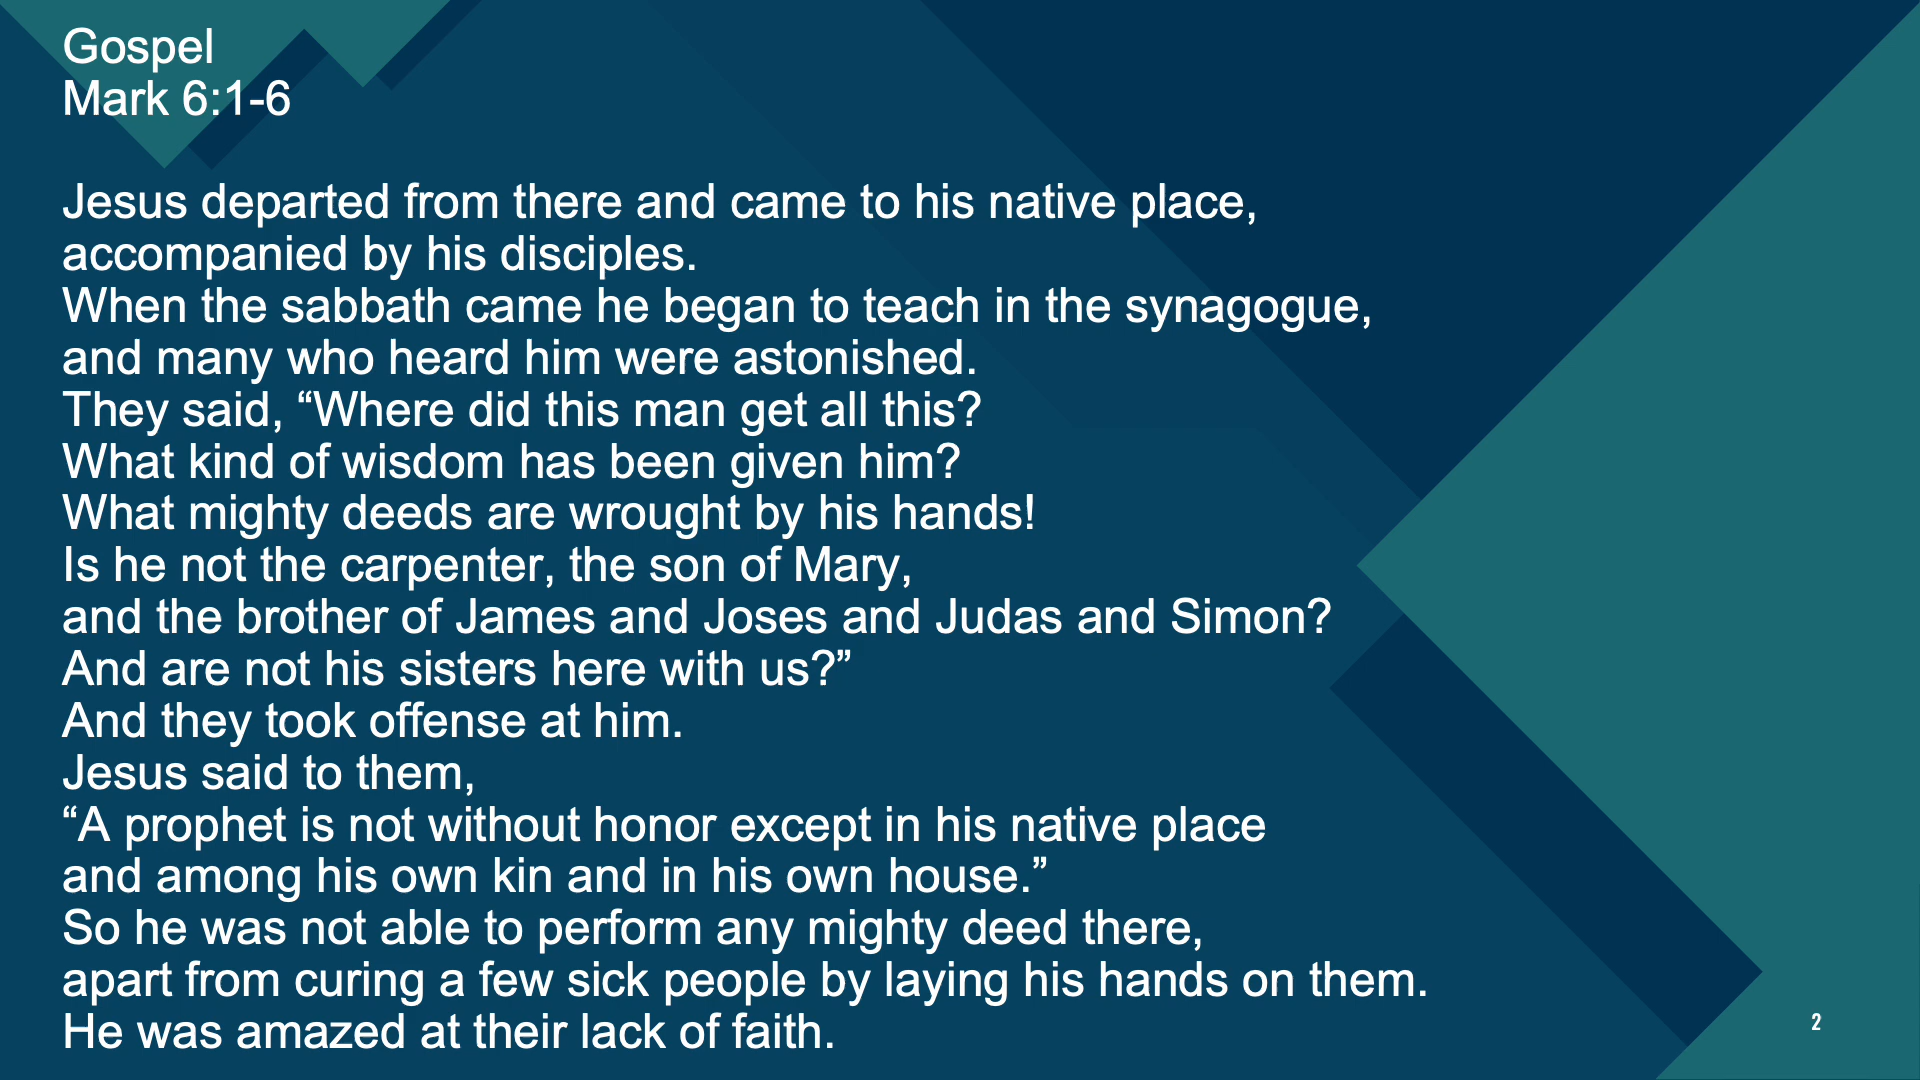 Gospel
Mark 6:1-6
Jesus departed from there and came to his native place,
accompanied by his disciples.
When the sabbath came he began to teach in the synagogue,
and many who heard him were astonished.
They said, “Where did this man get all this?
What kind of wisdom has been given him?
What mighty deeds are wrought by his hands!
Is he not the carpenter, the son of Mary,
and the brother of James and Joses and Judas and Simon?
And are not his sisters here with us?”
And they took offense at him.
Jesus said to them,
“A prophet is not without honor except in his native place
and among his own kin and in his own house.”
So he was not able to perform any mighty deed there,
apart from curing a few sick people by laying his hands on them.
He was amazed at their lack of faith.
2